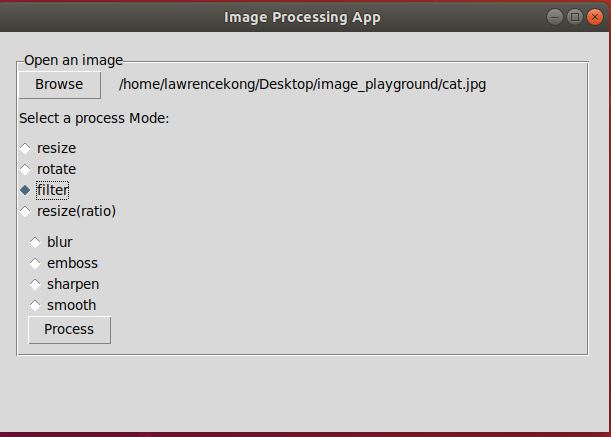 Image Processing App
Open an image
Browse /home/lawrencekong/Desktop/image_playground/cat.jpg
Select a process Mode:
resize
rotate
filter
resize(ratio)
blur
emboss
sharpen
smooth
Process